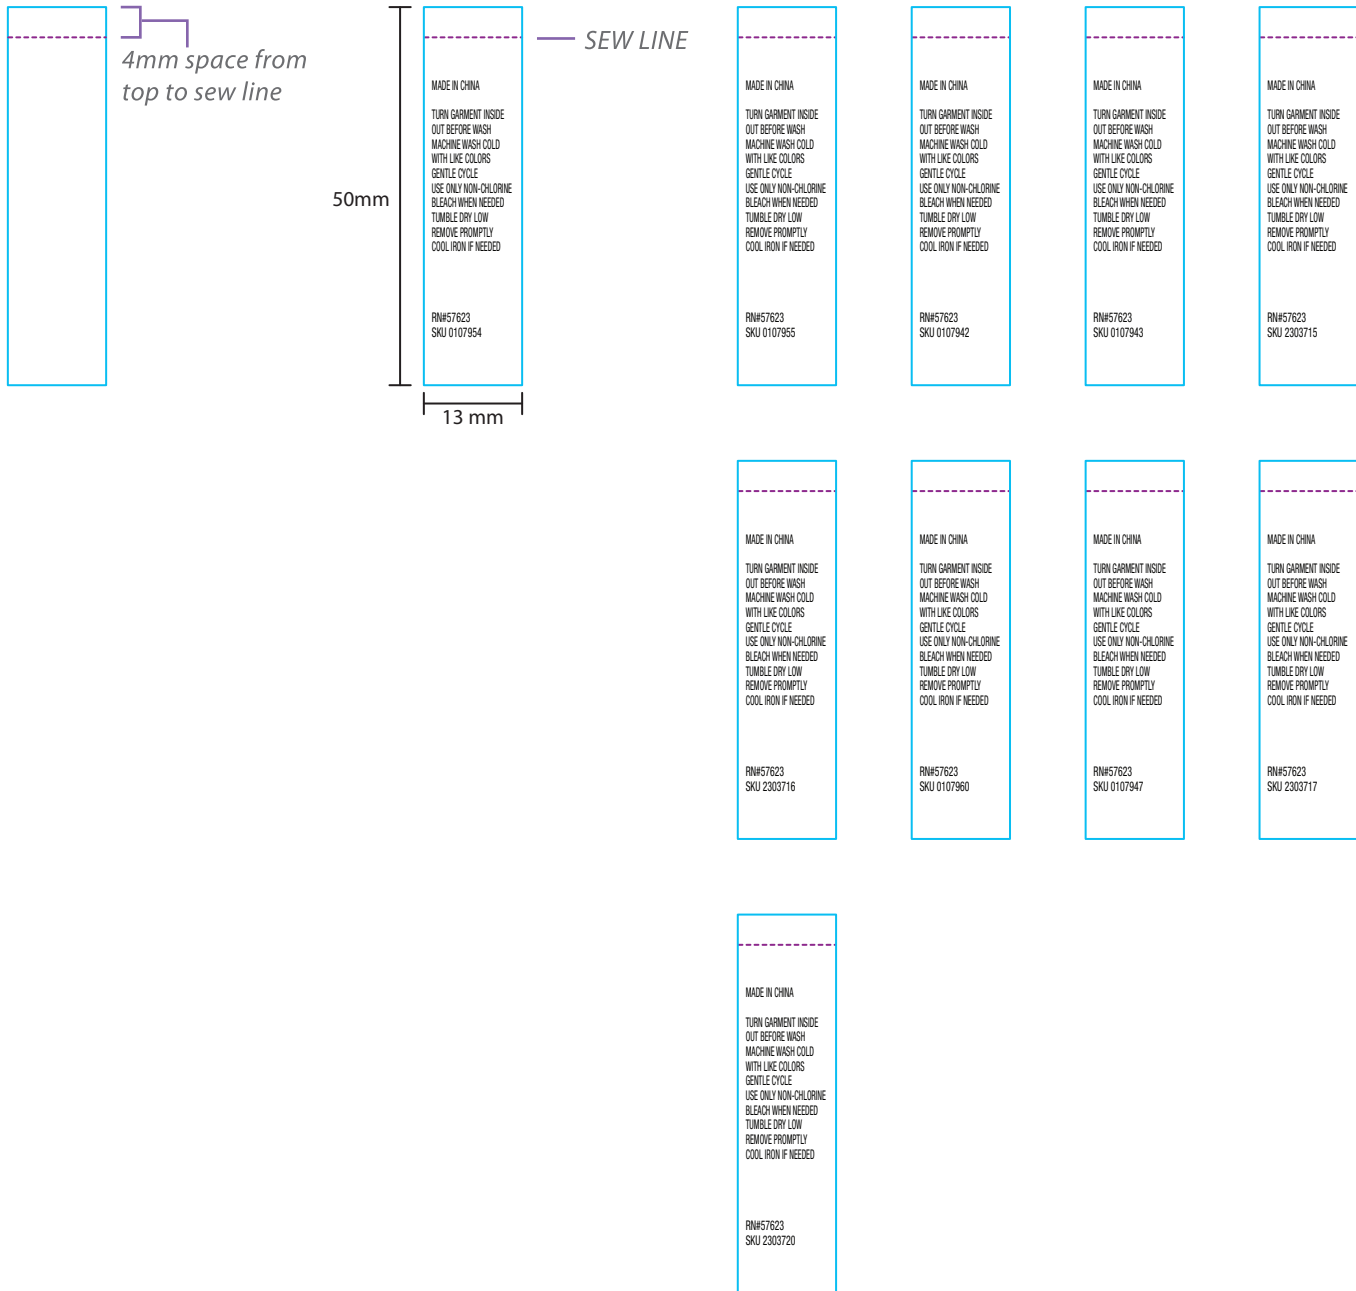 4mm space from
top to sew line
50mm
13 mm
SEW LINE
MADE IN CHINA
TURN GARMENT INSIDE
OUT BEFORE WASH
MACHINE WASH COLD
WITH LIKE COLORS
GENTLE CYCLE
USE ONLY NON-CHLORINE
BLEACH WHEN NEEDED
TUMBLE DRY LOW
REMOVE PROMPTLY
COOL IRON IF NEEDED
RN#57623
SKU 0107954
MADE IN CHINA
TURN GARMENT INSIDE
OUT BEFORE WASH
MACHINE WASH COLD
WITH LIKE COLORS
GENTLE CYCLE
USE ONLY NON-CHLORINE
BLEACH WHEN NEEDED
TUMBLE DRY LOW
REMOVE PROMPTLY
COOL IRON IF NEEDED
RN#57623
SKU 0107955
MADE IN CHINA
TURN GARMENT INSIDE
OUT BEFORE WASH
MACHINE WASH COLD
WITH LIKE COLORS
GENTLE CYCLE
USE ONLY NON-CHLORINE
BLEACH WHEN NEEDED
TUMBLE DRY LOW
REMOVE PROMPTLY
COOL IRON IF NEEDED
RN#57623
SKU 0107942
MADE IN CHINA
TURN GARMENT INSIDE
OUT BEFORE WASH
MACHINE WASH COLD
WITH LIKE COLORS
GENTLE CYCLE
USE ONLY NON-CHLORINE
BLEACH WHEN NEEDED
TUMBLE DRY LOW
REMOVE PROMPTLY
COOL IRON IF NEEDED
RN#57623
SKU 0107943
MADE IN CHINA
TURN GARMENT INSIDE
OUT BEFORE WASH
MACHINE WASH COLD
WITH LIKE COLORS
GENTLE CYCLE
USE ONLY NON-CHLORINE
BLEACH WHEN NEEDED
TUMBLE DRY LOW
REMOVE PROMPTLY
COOL IRON IF NEEDED
RN#57623
SKU 2303715
MADE IN CHINA
TURN GARMENT INSIDE
OUT BEFORE WASH
MACHINE WASH COLD
WITH LIKE COLORS
GENTLE CYCLE
USE ONLY NON-CHLORINE
BLEACH WHEN NEEDED
TUMBLE DRY LOW
REMOVE PROMPTLY
COOL IRON IF NEEDED
RN#57623
SKU 2303716
MADE IN CHINA
TURN GARMENT INSIDE
OUT BEFORE WASH
MACHINE WASH COLD
WITH LIKE COLORS
GENTLE CYCLE
USE ONLY NON-CHLORINE
BLEACH WHEN NEEDED
TUMBLE DRY LOW
REMOVE PROMPTLY
COOL IRON IF NEEDED
RN#57623
SKU 0107960
MADE IN CHINA
TURN GARMENT INSIDE
OUT BEFORE WASH
MACHINE WASH COLD
WITH LIKE COLORS
GENTLE CYCLE
USE ONLY NON-CHLORINE
BLEACH WHEN NEEDED
TUMBLE DRY LOW
REMOVE PROMPTLY
COOL IRON IF NEEDED
RN#57623
SKU 0107947
MADE IN CHINA
TURN GARMENT INSIDE
OUT BEFORE WASH
MACHINE WASH COLD
WITH LIKE COLORS
GENTLE CYCLE
USE ONLY NON-CHLORINE
BLEACH WHEN NEEDED
TUMBLE DRY LOW
REMOVE PROMPTLY
COOL IRON IF NEEDED
RN#57623
SKU 2303717
MADE IN CHINA
TURN GARMENT INSIDE
OUT BEFORE WASH
MACHINE WASH COLD
WITH LIKE COLORS
GENTLE CYCLE
USE ONLY NON-CHLORINE
BLEACH WHEN NEEDED
TUMBLE DRY LOW
REMOVE PROMPTLY
COOL IRON IF NEEDED
RN#57623
SKU 2303720